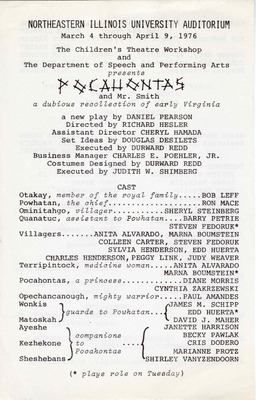 NORTHEASTERN ILLINOIS UNIVERSITY AUDITORIUM
March 4 through April 9, 1976
The Children's Theatre Workshop
and
The Department of Speech and Performing Arts
presents
POCAHONTAS
and Mr. Smith
a dubious recollection of early Virginia
a new play by DANIEL PEARSON
Directed by RICHARD HESLER
Assistant Director CHERYL HAMADA
Set Ideas by DOUGLAS DESILETS
Executed by DURWARD REDD
Business Manager CHARLES E. POEHLER, JR.
Costumes Designed by DURWARD REDD
Executed by JUDITH W. SHIMBERG
CAST
Otakay, member of the royal family.....BOB LEFF
Powhatan, the chief....................RON MACE
Ominitahgo, villager............SHERYL STEINBERG
Quanatuc, assistant to Powhatan....BARRY PETRIE
STEVEN FEDORUK*
Villagers.......ANITA ALVARADO, MARNA BOUMSTEIN
COLLEEN CARTER, STEVEN FEDORUK
SYLVIA HENDERSON, EDD HUERTA
CHARLES HENDERSON, PEGGY LINK, JUDY WEAVER
Terripintock, medicine woman.....ANITA ALVARADO
MARNA BOUMSTEIN*
Pocahontas, a princess.............DIANE MORRIS
CYNTHIA ZAKRZEWSKI
Opechancanough, mighty warrior.....PAUL AMANDES
Wonkis JAMES M. SCHIPP
guards to Powhatan... EDD HUERTA*
Matoskah DAVID J. MAHER
Ayeshe JANETTE HARRISON
companions BECKY PAWLAK
Kezhekone to ..... CRIS DODERO
Pocahontas MARIANNE PROTZ
Sheshebans SHIRLEY VANYZENDOORN
(* plays role on Tuesday)